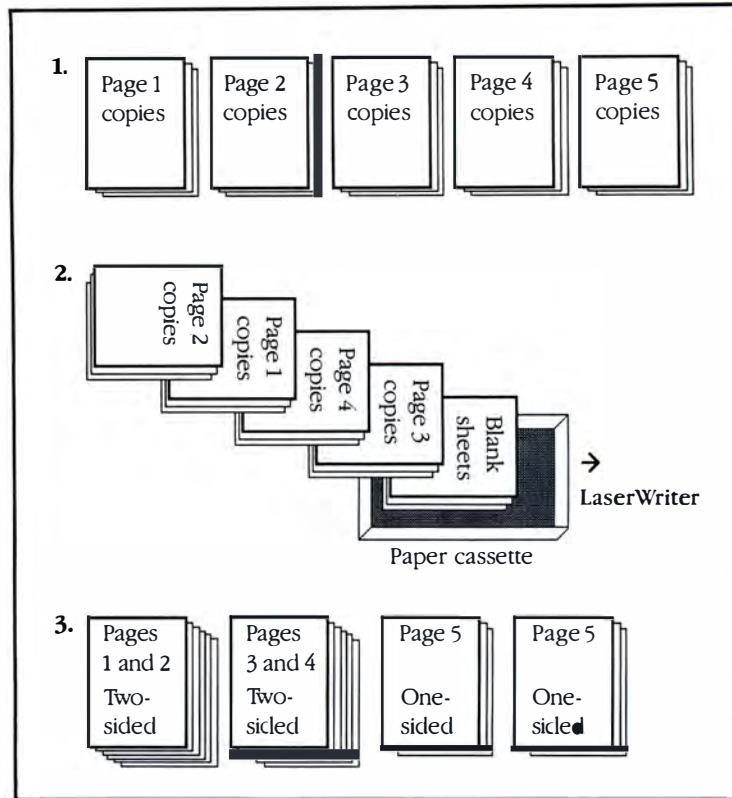 1.
Page 1
copies
Page 2
copies
Page 3
copies
Page 4
copies
Page 5
copies
2.
Page 2
copies
Page 1
copies
Page 4
copies
Page 3
copies
Blank
sheets
→
LaserWriter
Paper cassette
3.
Pages
1 and 2
Two-
sided
Pages
3 and 4
Two-
sicled
Page 5
One-
sided
Page 5
One-
sicled